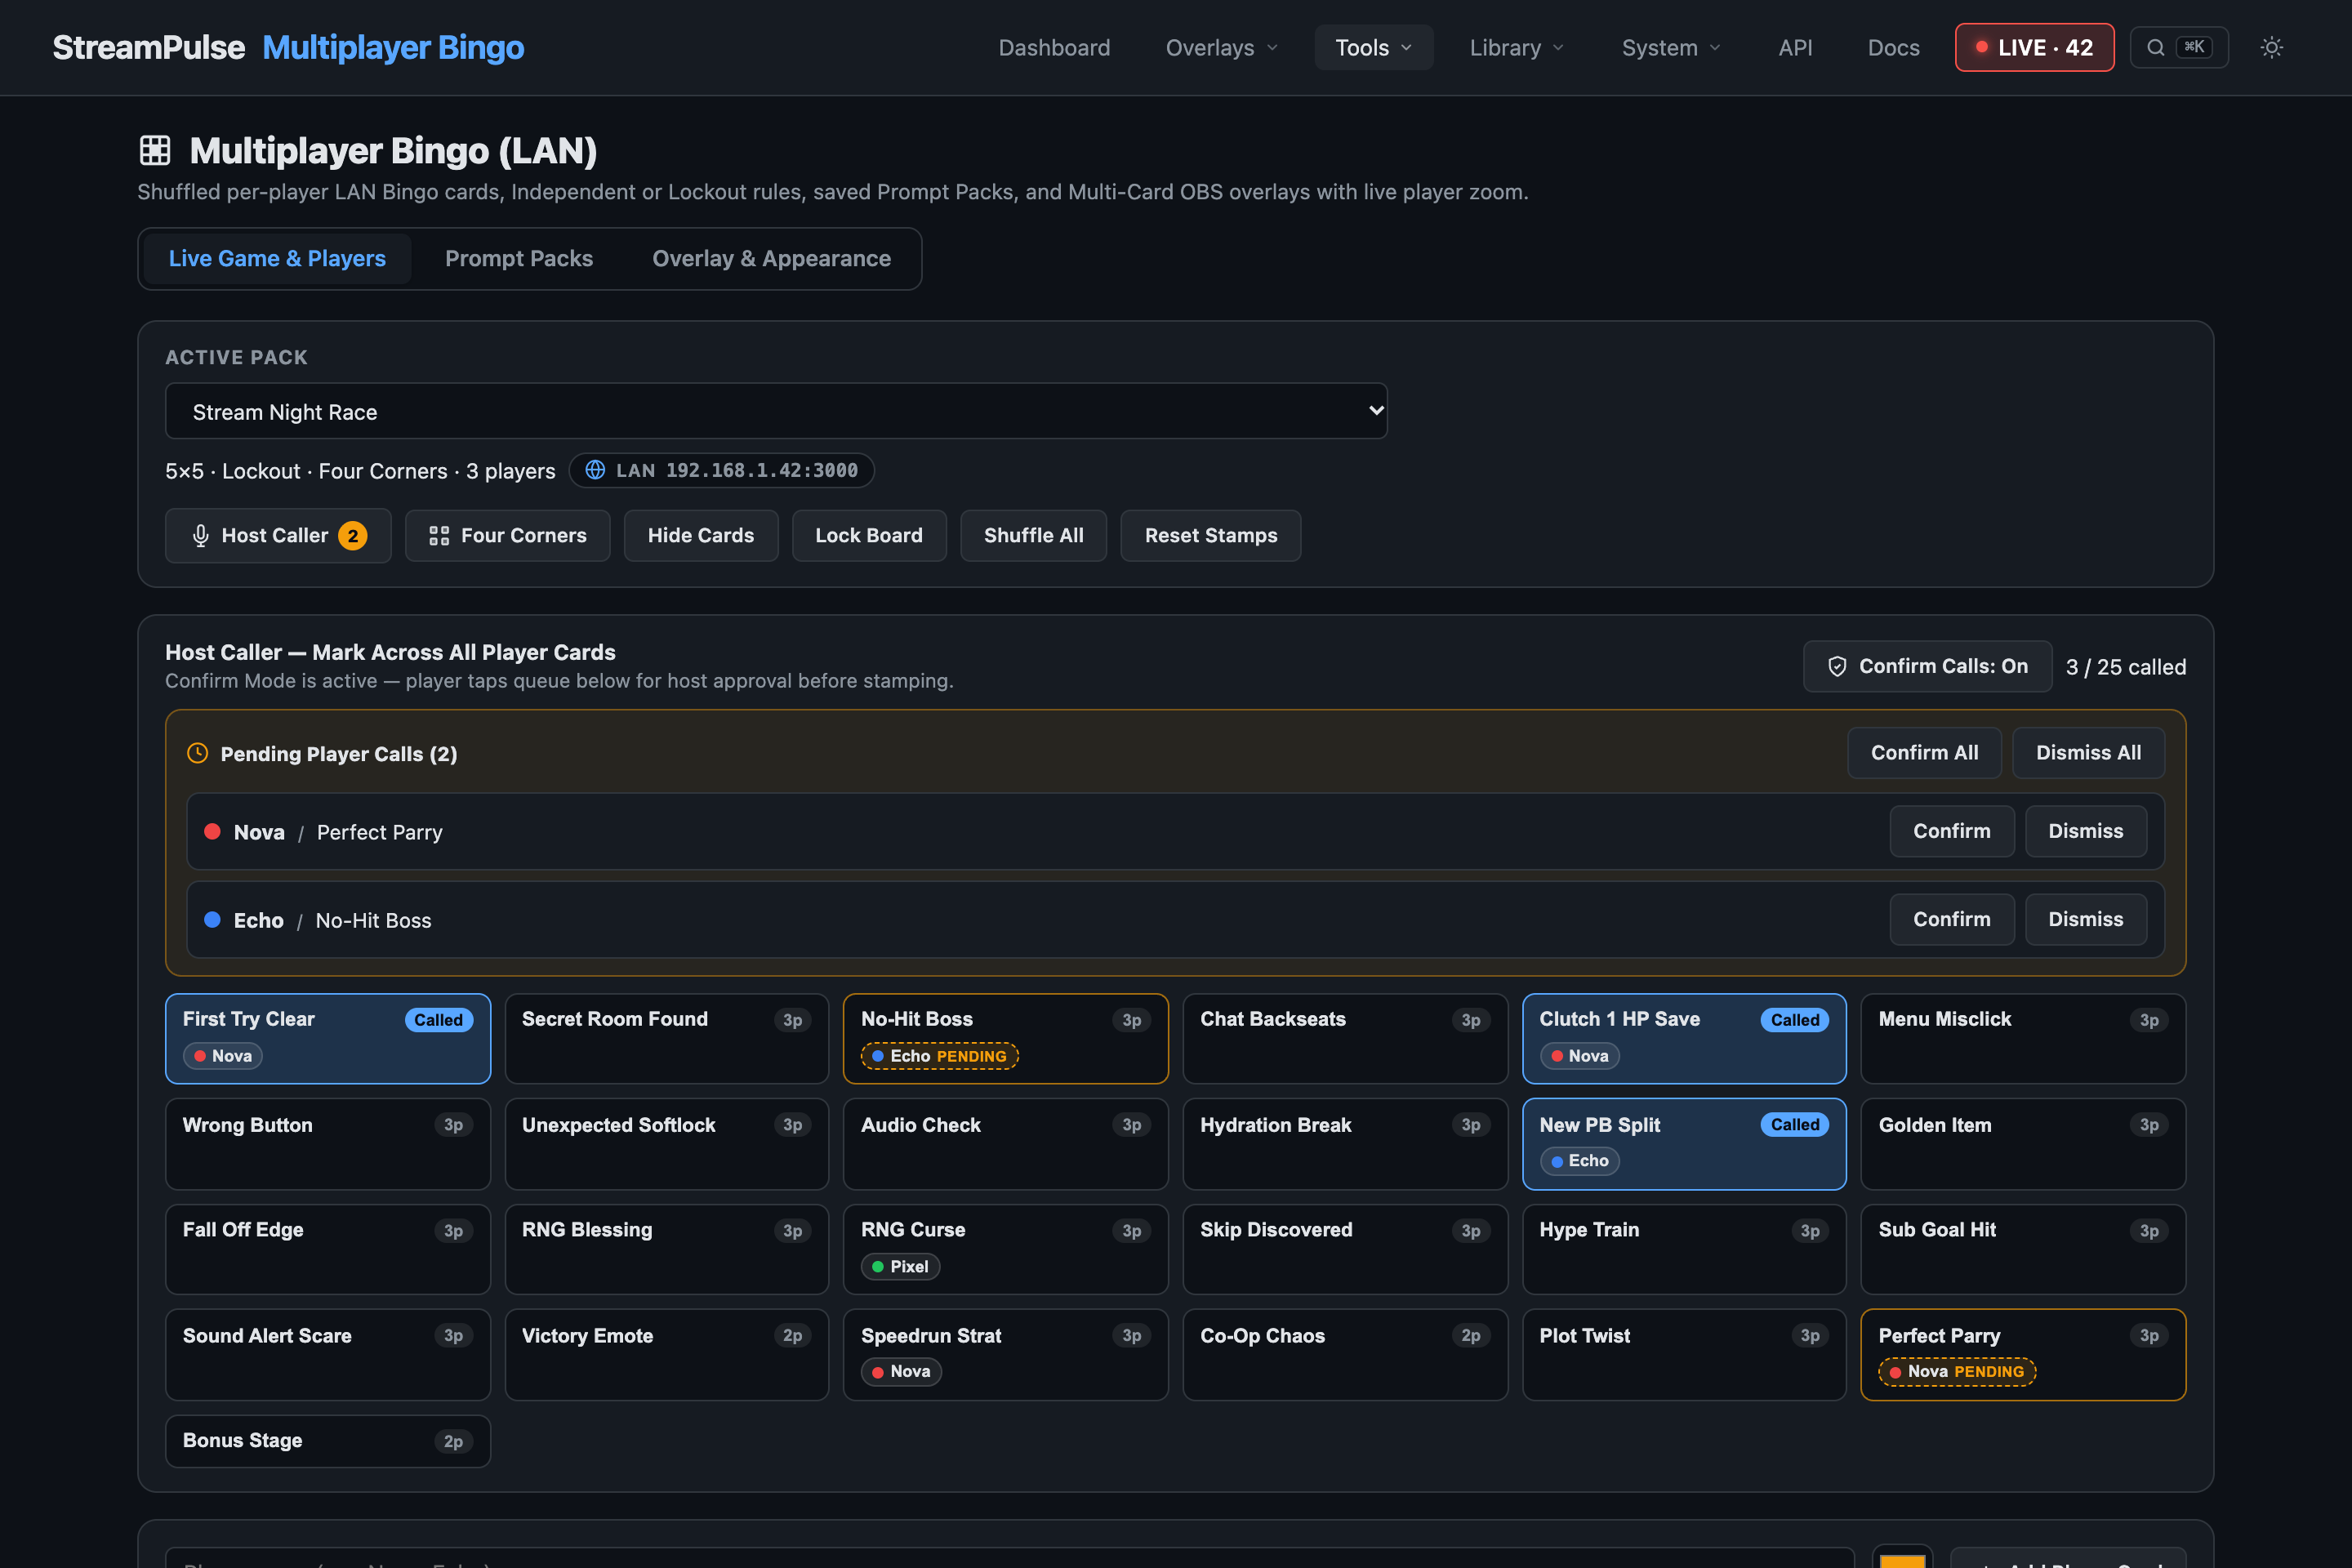 StreamPulse Multiplayer Bingo
Dashboard Overlays Tools Library System API Docs LIVE · 42 ⌘K
Multiplayer Bingo (LAN)
Shuffled per-player LAN Bingo cards, Independent or Lockout rules, saved Prompt Packs, and Multi-Card OBS overlays with live player zoom.
Live Game & Players Prompt Packs Overlay & Appearance
ACTIVE PACK
Stream Night Race
5×5 · Lockout · Four Corners · 3 players LAN 192.168.1.42:3000
Host Caller 2 Four Corners Hide Cards Lock Board Shuffle All Reset Stamps
Host Caller — Mark Across All Player Cards
Confirm Mode is active — player taps queue below for host approval before stamping.
Confirm Calls: On 3 / 25 called
Pending Player Calls (2) Confirm All Dismiss All
Nova / Perfect Parry Confirm Dismiss
Echo / No-Hit Boss Confirm Dismiss
First Try Clear Called Secret Room Found 3p No-Hit Boss 3p Chat Backseats 3p Clutch 1 HP Save Called Menu Misclick 3p
Nova Echo PENDING Nova
Wrong Button 3p Unexpected Softlock 3p Audio Check 3p Hydration Break 3p New PB Split Called Golden Item 3p
Echo
Fall Off Edge 3p RNG Blessing 3p RNG Curse 3p Skip Discovered 3p Hype Train 3p Sub Goal Hit 3p
Pixel
Sound Alert Scare 3p Victory Emote 2p Speedrun Strat 3p Co-Op Chaos 2p Plot Twist 3p Perfect Parry 3p
Nova Nova PENDING
Bonus Stage 2p